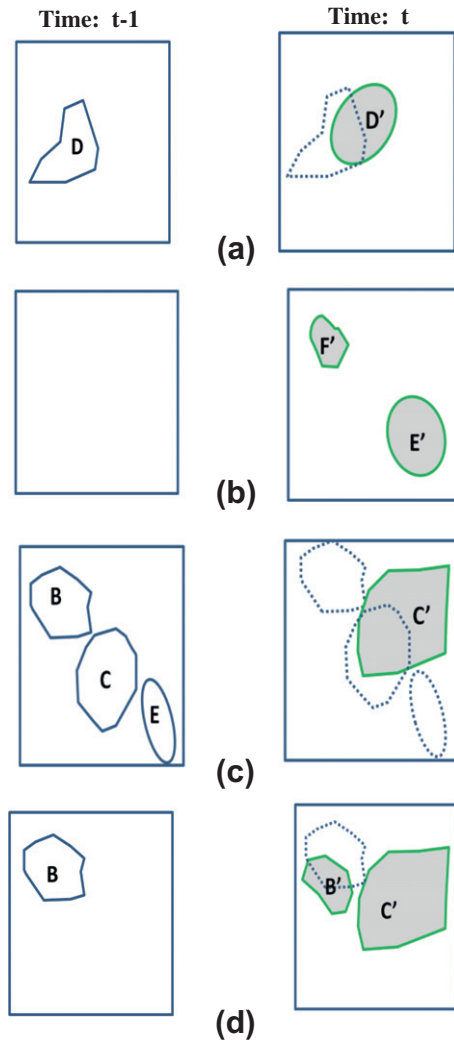 Time: t-1 Time: t
D D’
(a)
F’
E’
(b)
B
C C’
E
(c)
B B’ C’
(d)